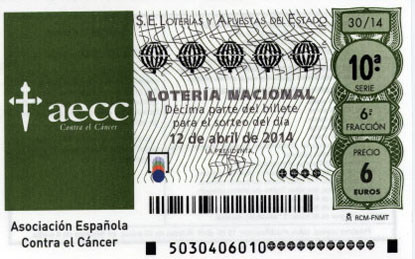 S.E. LOTERÍAS Y APUESTAS DEL ESTADO
30/14
aecc
Contra el Cáncer
LOTERÍA NACIONAL
Décima parte del billete
para el sorteo del día
12 de abril de 2014
LA PRESIDENTA
10ª
SERIE
6ª
FRACCIÓN
PRECIO
6
EUROS
RCM-FNMT
Asociación Española
Contra el Cáncer
5030406010